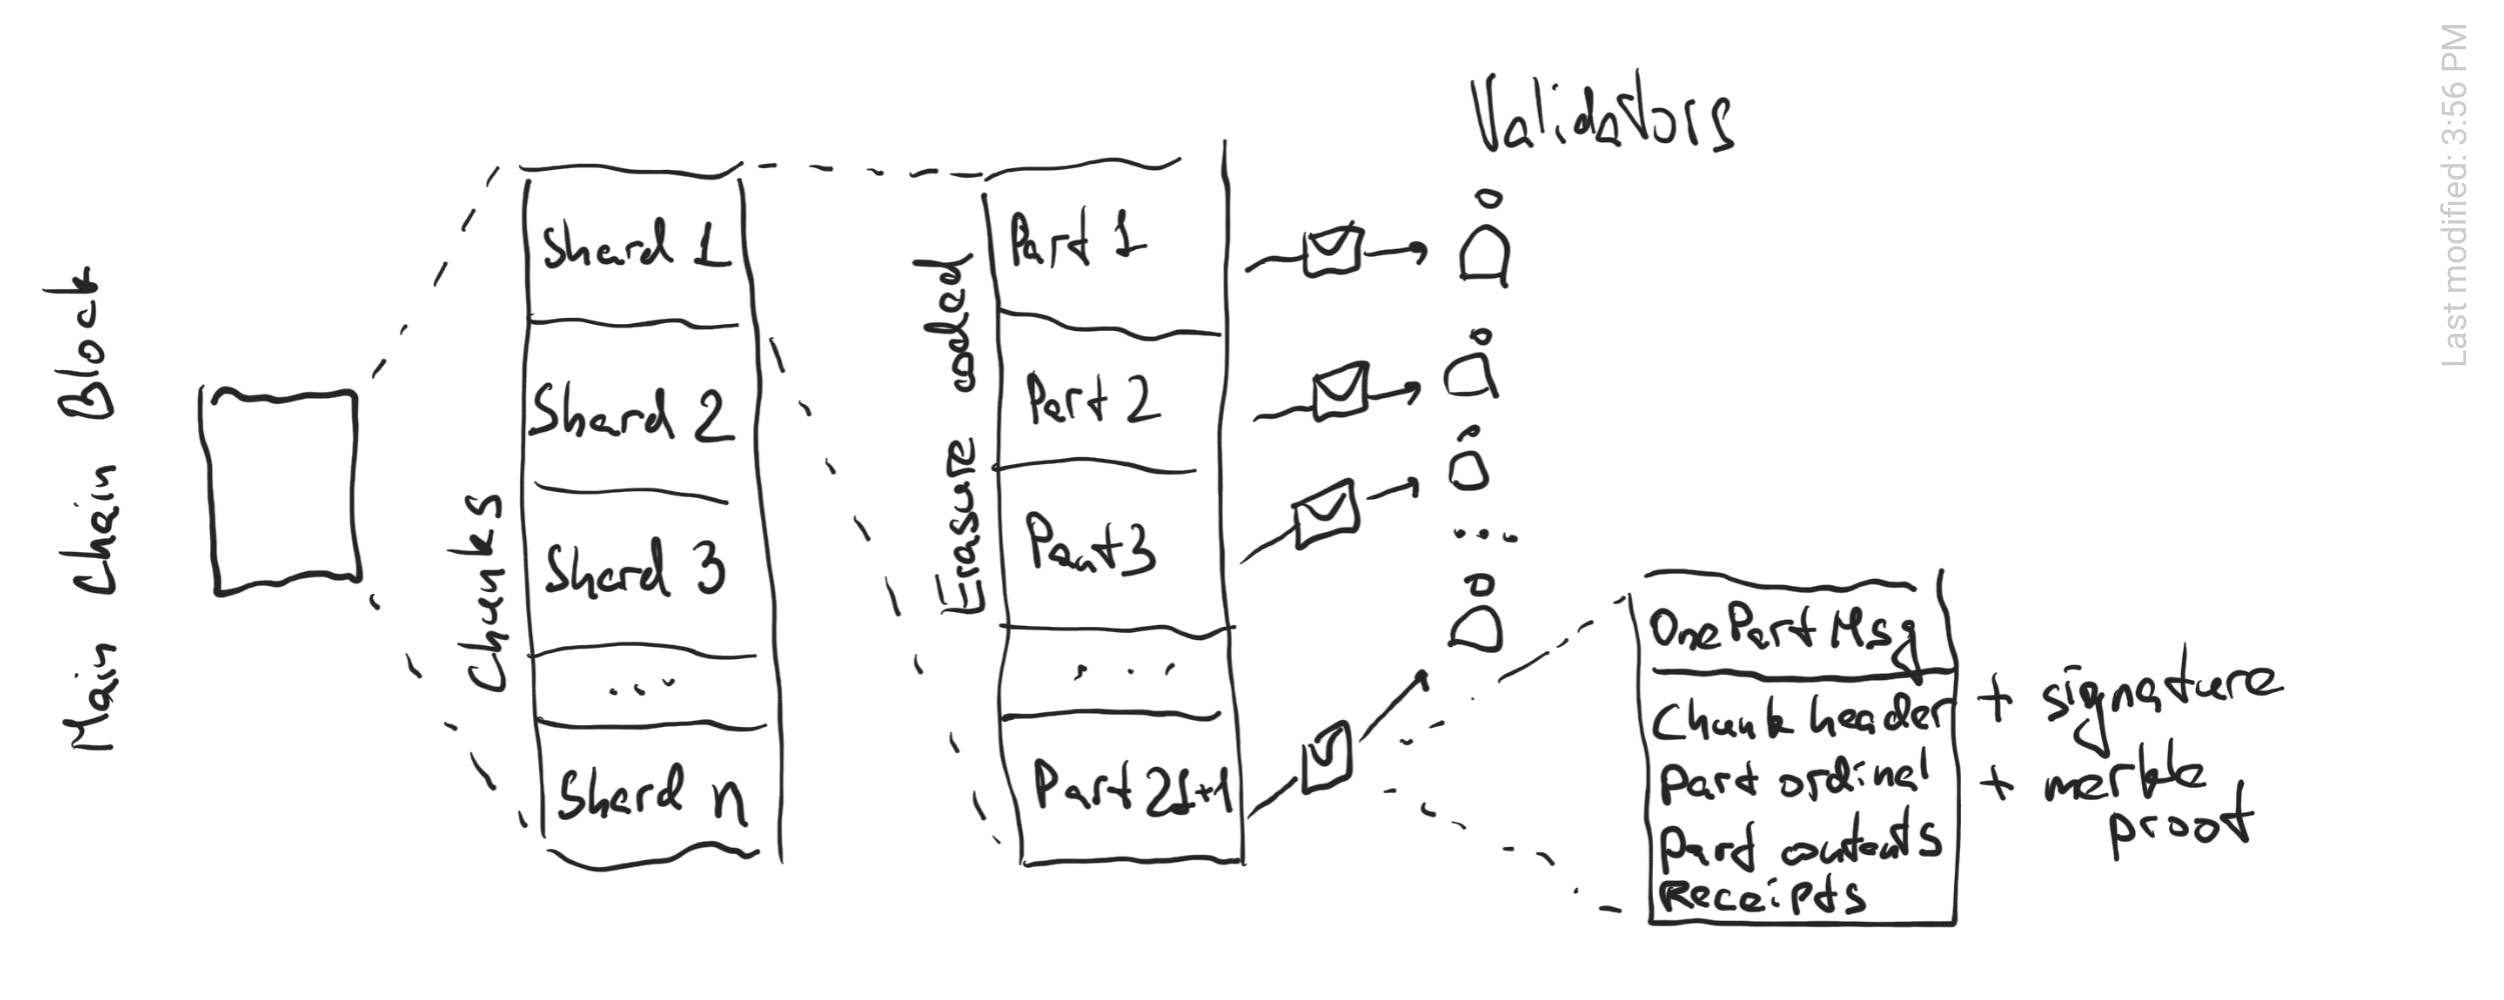 Main Chain Block
Chunks
Shard 1
Shard 2
Shard 3
...
Shard n
Erasure coded
Part 1
Part 2
Part 3
...
Part 2f+1
Validators
...
OnePartMsg
Chunk header + signature
Part ordinal + merkle proof
Part contents
Receipts
Last modified: 3:56 PM